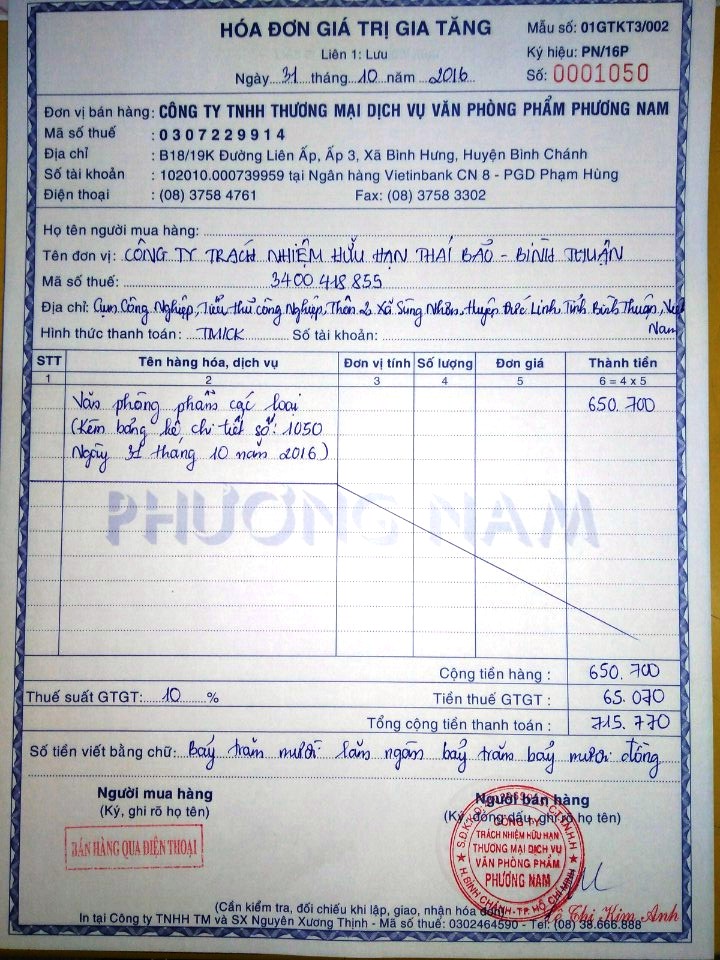 HÓA ĐƠN GIÁ TRỊ GIA TĂNG
Mẫu số: 01GTKT3/002
Liên 1: Lưu
Ký hiệu: PN/16P
Ngày 31 tháng 10 năm 2016
Số: 0001050
Đơn vị bán hàng: CÔNG TY TNHH THƯƠNG MẠI DỊCH VỤ VĂN PHÒNG PHẨM PHƯƠNG NAM
Mã số thuế : 0307229914
Địa chỉ : B18/19K Đường Liên Ấp, Ấp 3, Xã Bình Hưng, Huyện Bình Chánh
Số tài khoản : 102010.000739959 tại Ngân hàng Vietinbank CN 8 - PGD Phạm Hùng
Điện thoại : (08) 3758 4761 Fax: (08) 3758 3302
Họ tên người mua hàng:
Tên đơn vị: CÔNG TY TRÁCH NHIỆM HỮU HẠN THÁI BẢO - BÌNH THUẬN
Mã số thuế: 3400418855
Địa chỉ: Cụm Công Nghiệp, Tiểu thủ công Nghiệp, Thôn 2 Xã Sùng Nhơn, Huyện Đức Linh Tỉnh Bình Thuận, Việt
Nam
Hình thức thanh toán: TM/CK Số tài khoản:
STT Tên hàng hóa, dịch vụ Đơn vị tính Số lượng Đơn giá Thành tiền
1 2 3 4 5 6 = 4 x 5
Văn phòng phẩm các loại 650.700
(Kèm bảng kê chi tiết số: 1050
Ngày 31 tháng 10 năm 2016)
PHƯƠNG NAM
Cộng tiền hàng : 650.700
Thuế suất GTGT: 10 % Tiền thuế GTGT : 65.070
Tổng cộng tiền thanh toán : 715.770
Số tiền viết bằng chữ: Bảy trăm mười lăm ngàn bảy trăm bảy mươi đồng
Người mua hàng
(Ký, ghi rõ họ tên)
Người bán hàng
(Ký, đóng dấu, ghi rõ họ tên)
BÁN HÀNG QUA ĐIỆN THOẠI
CÔNG TY
TRÁCH NHIỆM HỮU HẠN
THƯƠNG MẠI DỊCH VỤ
VĂN PHÒNG PHẨM
PHƯƠNG NAM
H.BÌNH CHÁNH-TP.HỒ CHÍ MINH
Võ Thị Kim Anh
(Cần kiểm tra, đối chiếu khi lập, giao, nhận hóa đơn)
In tại Công ty TNHH TM và SX Nguyên Xương Thịnh - Mã số thuế: 0302464590 - Tel: (08) 38.666.888